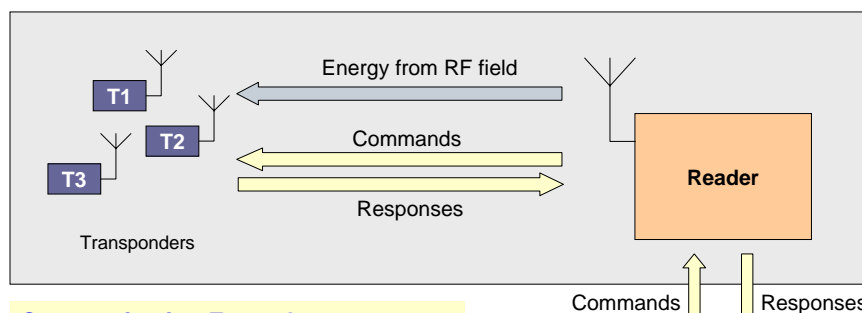 Energy from RF field
T1
T2
Commands
T3
Reader
Responses
Transponders
Commands
Responses